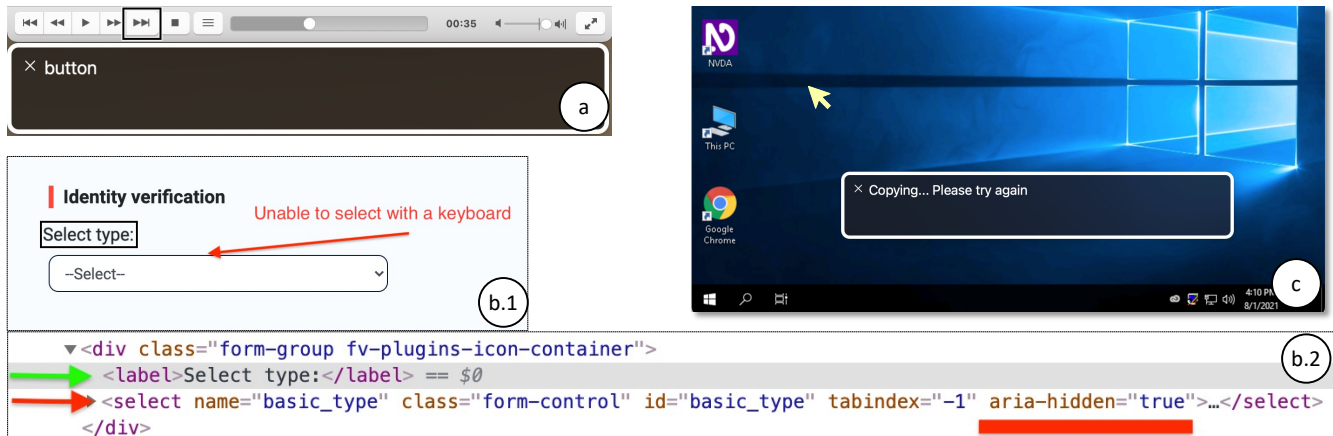 00:35
× button
a
Identity verification
Unable to select with a keyboard
Select type:
--Select--
b.1
NVDA
This PC
Google
Chrome
× Copying... Please try again
4:10 PM
8/1/2021
c
b.2
▼<div class="form-group fv-plugins-icon-container">
<label>Select type:</label> == $0
▶<select name="basic_type" class="form-control" id="basic_type" tabindex="-1" aria-hidden="true">…</select>
</div>